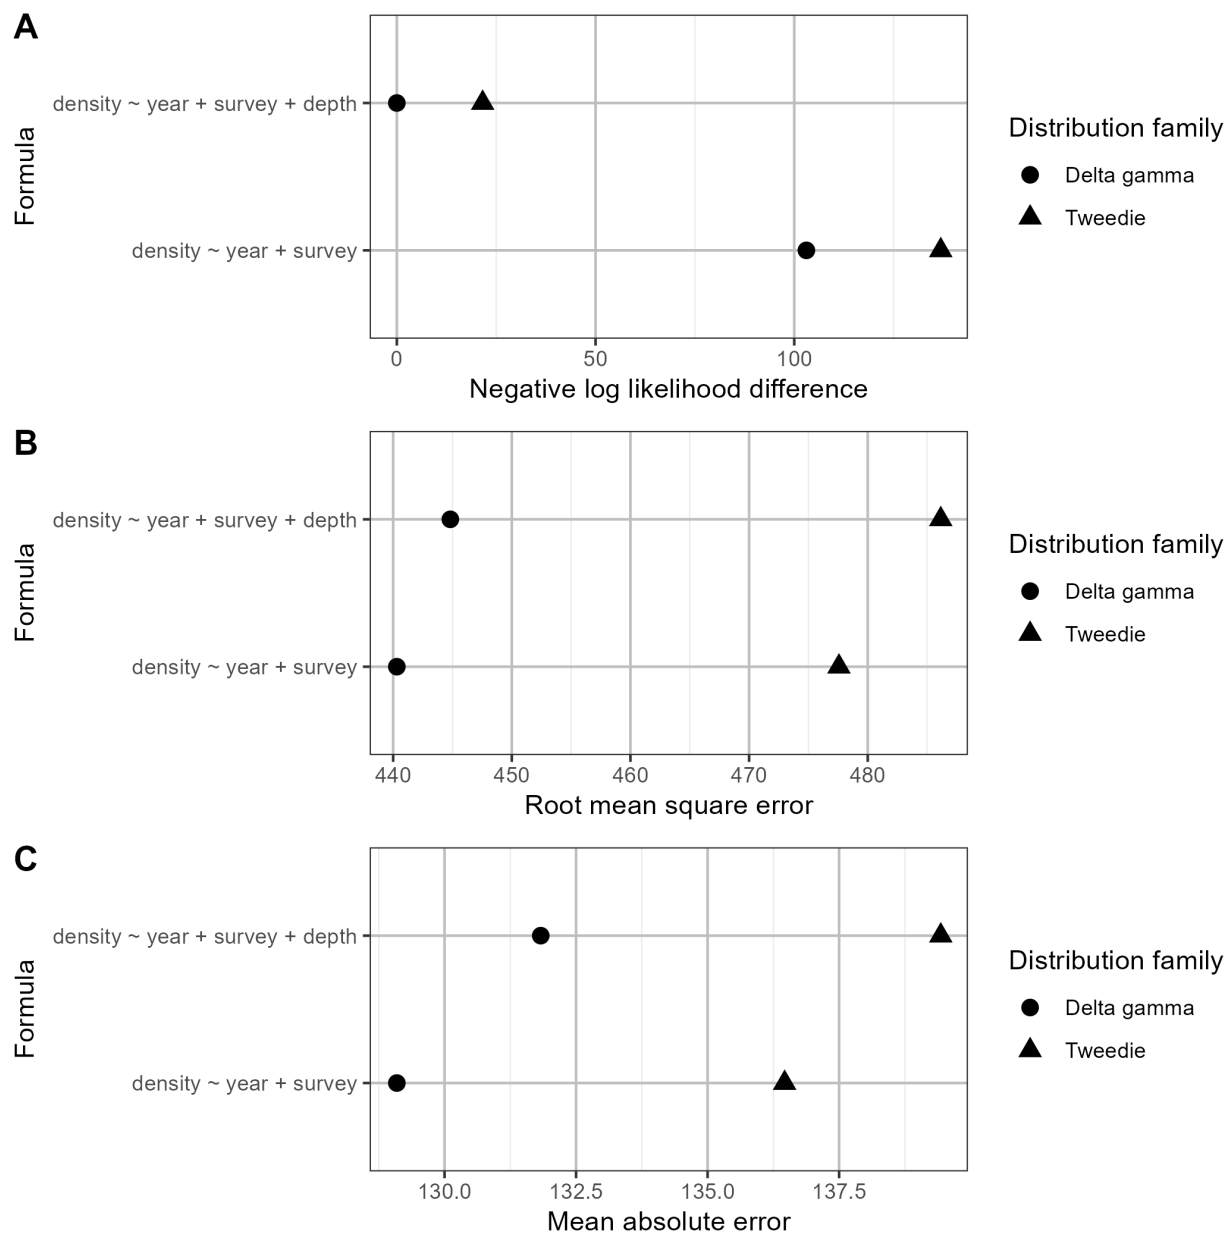 A
Formula
density ~ year + survey + depth
density ~ year + survey
0 50 100
Negative log likelihood difference
Distribution family
Delta gamma
Tweedie
B
Formula
density ~ year + survey + depth
density ~ year + survey
440 450 460 470 480
Root mean square error
Distribution family
Delta gamma
Tweedie
C
Formula
density ~ year + survey + depth
density ~ year + survey
130.0 132.5 135.0 137.5
Mean absolute error
Distribution family
Delta gamma
Tweedie